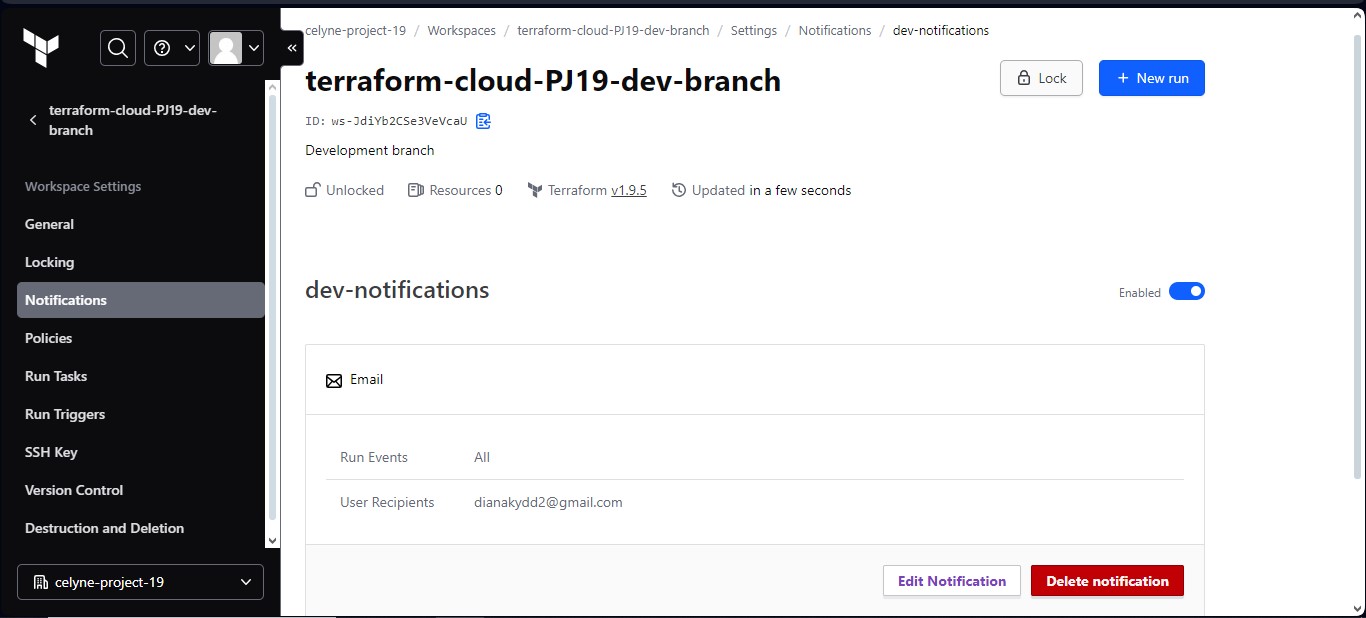 terraform-cloud-PJ19-dev-
branch
Workspace Settings
General
Locking
Notifications
Policies
Run Tasks
Run Triggers
SSH Key
Version Control
Destruction and Deletion
celyne-project-19
celyne-project-19 / Workspaces / terraform-cloud-PJ19-dev-branch / Settings / Notifications / dev-notifications
terraform-cloud-PJ19-dev-branch
Lock
+ New run
ID: ws-JdiYb2CSe3VeVcaU
Development branch
Unlocked Resources 0 Terraform v1.9.5 Updated in a few seconds
dev-notifications
Enabled
Email
Run Events All
User Recipients dianakydd2@gmail.com
Edit Notification
Delete notification